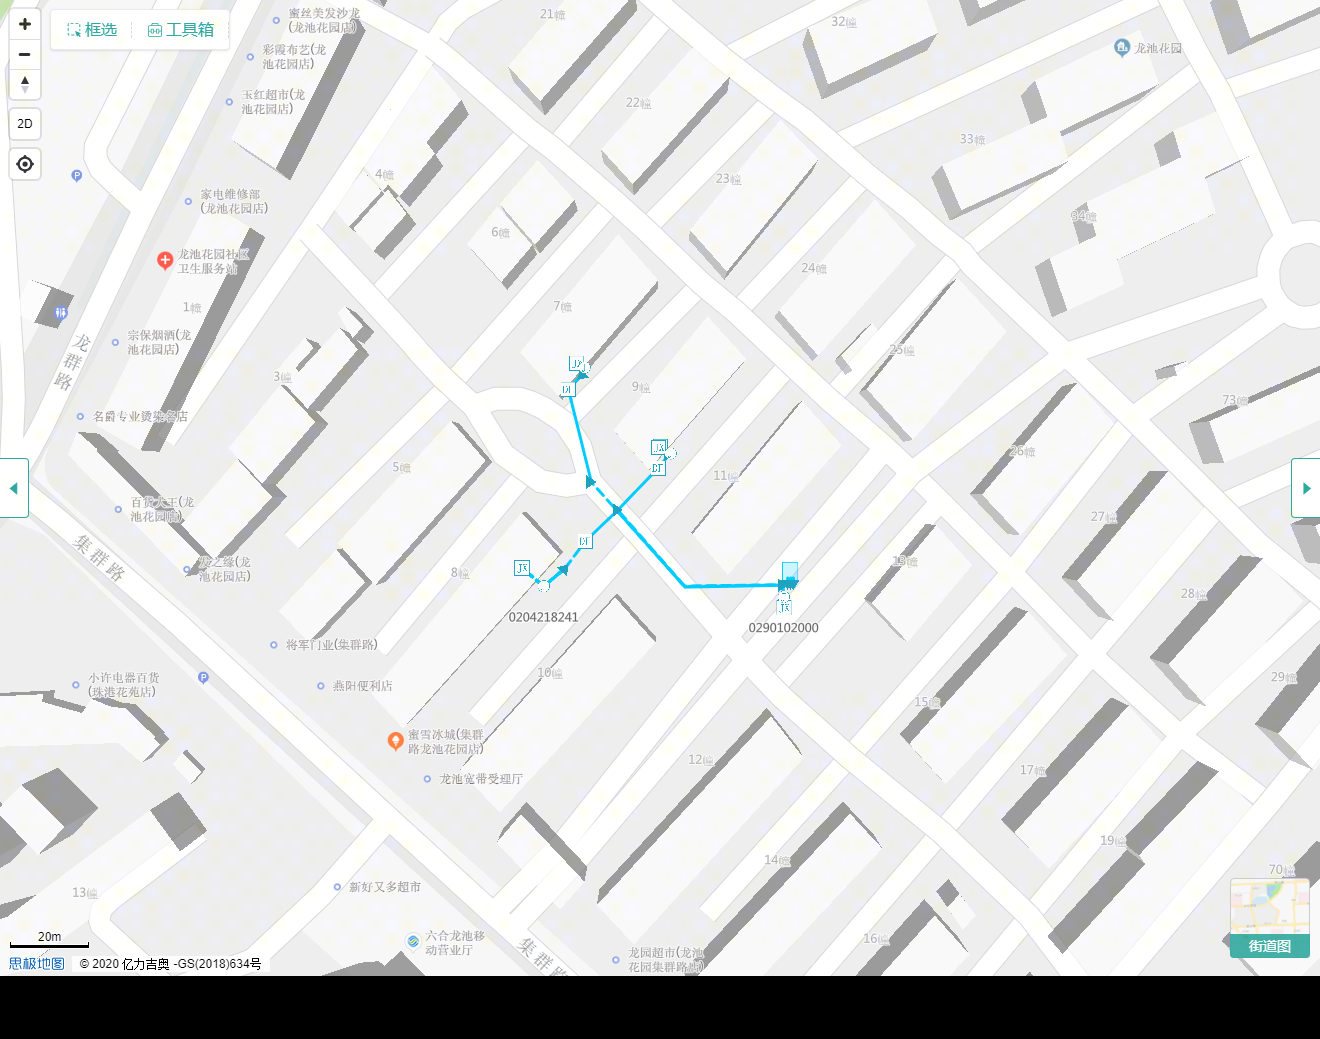 框选
工具箱
2D
蜜丝美发沙龙
(龙池花园店)
彩霞布艺(龙
池花园店)
玉红超市(龙
池花园店)
家电维修部
(龙池花园店)
龙池花园社区
卫生服务站
宗保烟酒(龙
池花园店)
名爵专业烫染名店
百货大王(龙
池花园店)
发之缘(龙
池花园店)
将军门业(集群路)
燕阳便利店
小许电器百货
(珠港花苑店)
蜜雪冰城(集群
路龙池花园店)
龙池宽带受理厅
新好又多超市
六合龙池移
动营业厅
龙园超市(龙池
花园集群路店)
龙池花园
龙群路
集群路
集群路
P
P
21幢
32幢
22幢
33幢
23幢
4幢
34幢
6幢
24幢
7幢
1幢
25幢
3幢
9幢
73幢
26幢
5幢
11幢
27幢
13幢
8幢
28幢
10幢
29幢
15幢
12幢
17幢
19幢
14幢
70幢
13幢
16幢
JX
JX
JX
JX
0204218241
0290102000
20m
思极地图
© 2020 亿力吉奥 -GS(2018)634号
街道图